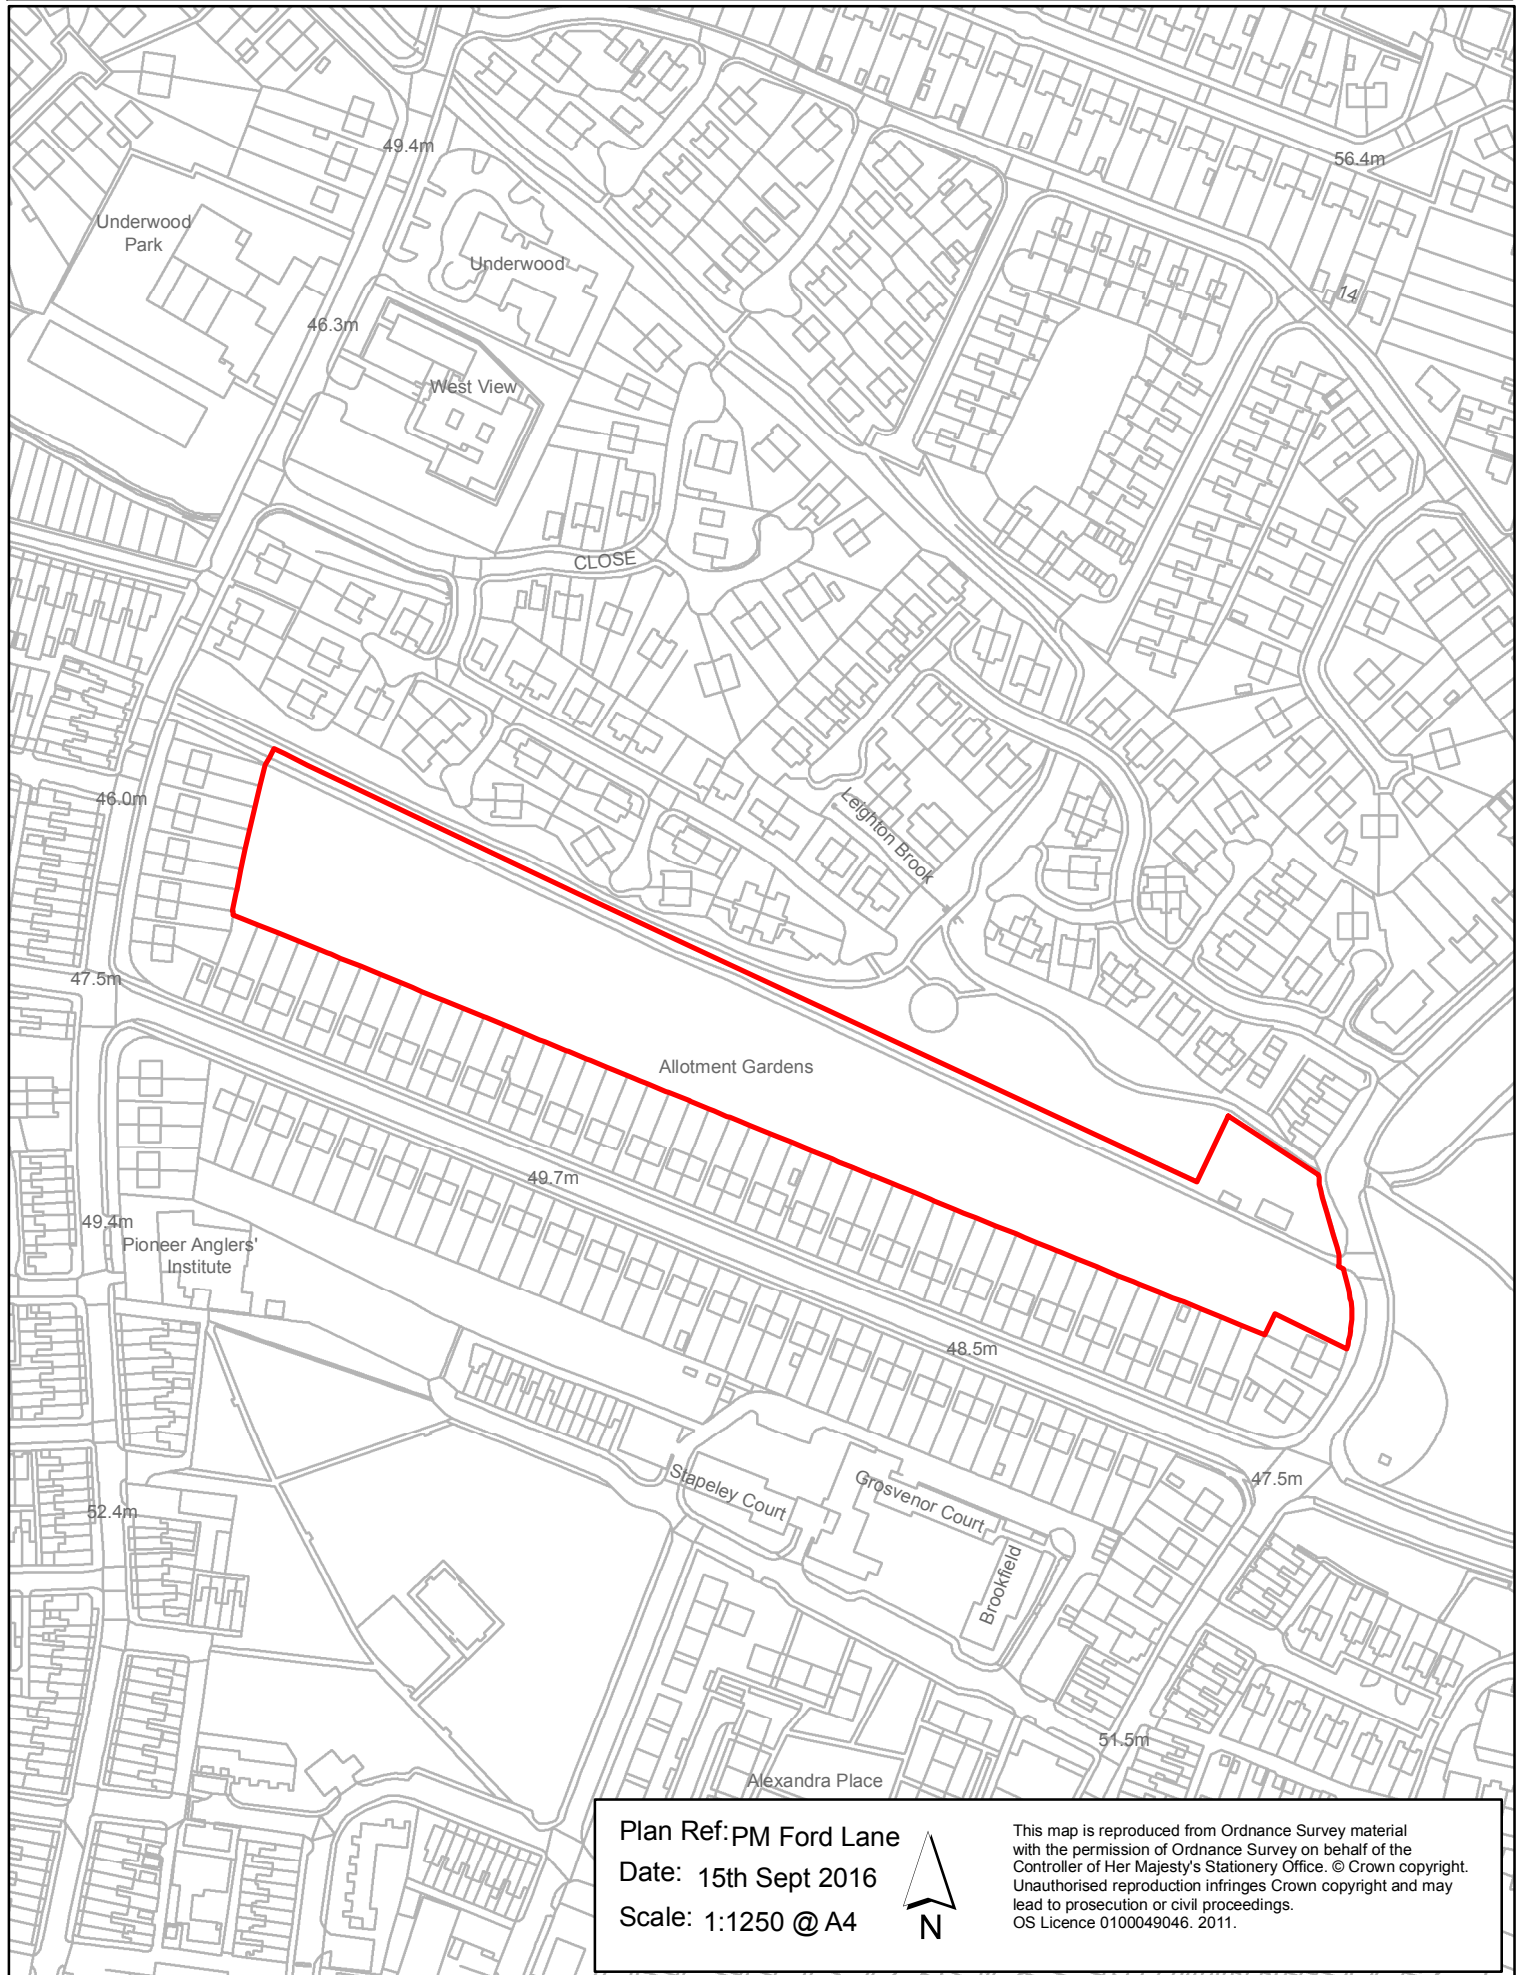 49.4m
56.4m
Underwood
Park
Underwood
14
46.3m
West View
CLOSE
46.0m
Leighton Brook
47.5m
Allotment Gardens
49.7m
49.4m
Pioneer Anglers'
Institute
48.5m
Stapeley Court
Grosvenor Court
47.5m
52.4m
Brookfield
51.5m
Alexandra Place
Plan Ref: PM Ford Lane
Date: 15th Sept 2016
Scale: 1:1250 @ A4
N
This map is reproduced from Ordnance Survey material
with the permission of Ordnance Survey on behalf of the
Controller of Her Majesty's Stationery Office. © Crown copyright.
Unauthorised reproduction infringes Crown copyright and may
lead to prosecution or civil proceedings.
OS Licence 0100049046. 2011.